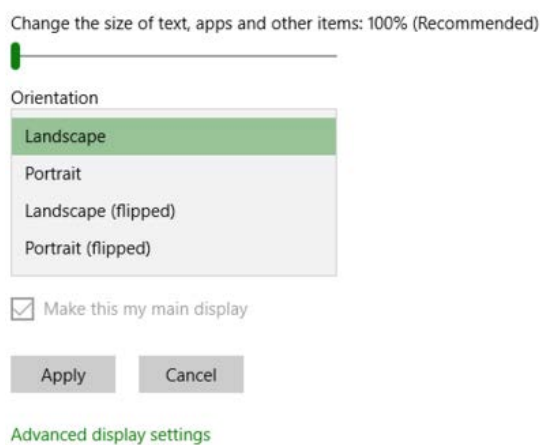 Change the size of text, apps and other items: 100% (Recommended)
Orientation
Landscape
Portrait
Landscape (flipped)
Portrait (flipped)
Make this my main display
Apply Cancel
Advanced display settings